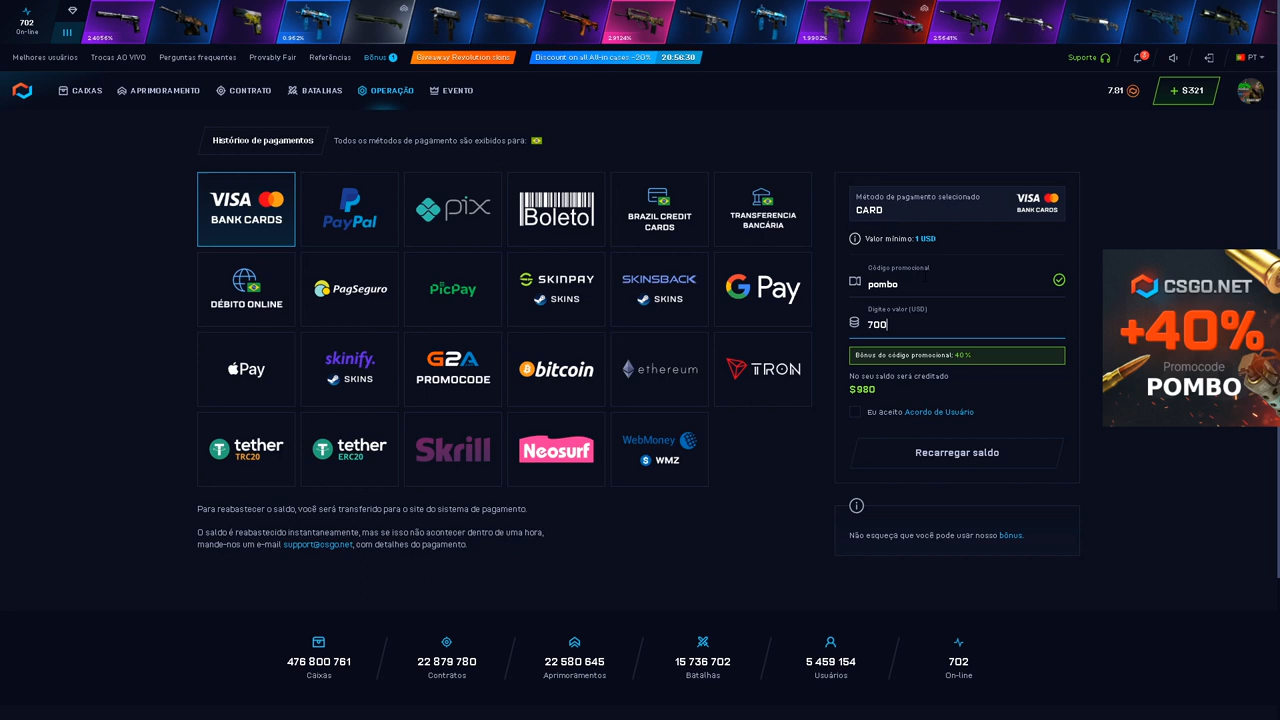 702
On-line
2.4056%
0.962%
2.9124%
1.9902%
2.5641%
Melhores usuários
Trocas AO VIVO
Perguntas frequentes
Provably Fair
Referências
Bônus
Giveaway Revolution skins
Discount on all All-in cases -20%
20:56:30
Suporte
3
PT
CAIXAS
APRIMORAMENTO
CONTRATO
BATALHAS
OPERAÇÃO
EVENTO
7.81
+ $321
Histórico de pagamentos
Todos os métodos de pagamento são exibidos para:
VISA
BANK CARDS
PayPal
pix
Boleto
BRAZIL CREDIT
CARDS
TRANSFERENCIA
BANCÁRIA
DÉBITO ONLINE
PagSeguro
PicPay
SKINPAY
SKINS
SKINSBACK
SKINS
G Pay
Pay
skinify.
SKINS
G2A
PROMOCODE
bitcoin
ethereum
TRON
tether
TRC20
tether
ERC20
Skrill
Neosurf
WebMoney
WMZ
Método de pagamento selecionado
CARD
VISA
BANK CARDS
Valor mínimo: 1 USD
Código promocional
pombo
Digite o valor (USD)
700
Bônus do código promocional: 40%
No seu saldo será creditado
$980
Eu aceito Acordo de Usuário
Recarregar saldo
Não esqueça que você pode usar nosso bônus.
CSGO.NET
+40%
Promocode
POMBO
Para reabastecer o saldo, você será transferido para o site do sistema de pagamento.
O saldo é reabastecido instantaneamente, mas se isso não acontecer dentro de uma hora,
mande-nos um e-mail support@csgo.net, com detalhes do pagamento.
476 800 761
Caixas
22 879 780
Contratos
22 580 645
Aprimoramentos
15 736 702
Batalhas
5 459 154
Usuários
702
On-line